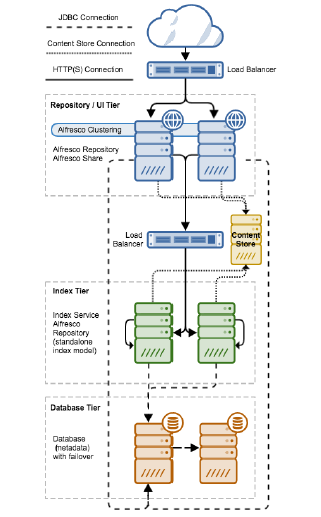 JDBC Connection
Content Store Connection
HTTP(S) Connection
Load Balancer
Repository / UI Tier
Alfresco Clustering
Alfresco Repository
Alfresco Share
Load
Balancer
Content
Store
Index Tier
Index Service
Alfresco
Repository
(standalone
index model)
Database Tier
Database
(metadata)
with failover